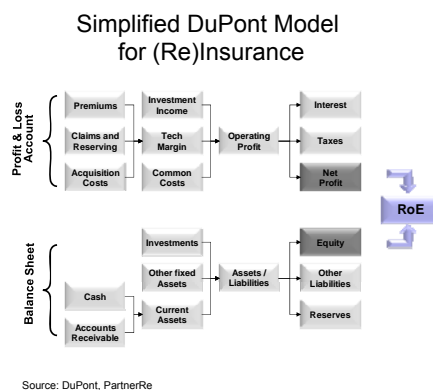 Simplified DuPont Model
for (Re)Insurance
Profit & Loss
Account
Premiums
Claims and
Reserving
Acquisition
Costs
Investment
Income
Tech
Margin
Common
Costs
Operating
Profit
Interest
Taxes
Net
Profit
RoE
Balance Sheet
Cash
Accounts
Receivable
Investments
Other fixed
Assets
Current
Assets
Assets /
Liabilities
Equity
Other
Liabilities
Reserves
Source: DuPont, PartnerRe